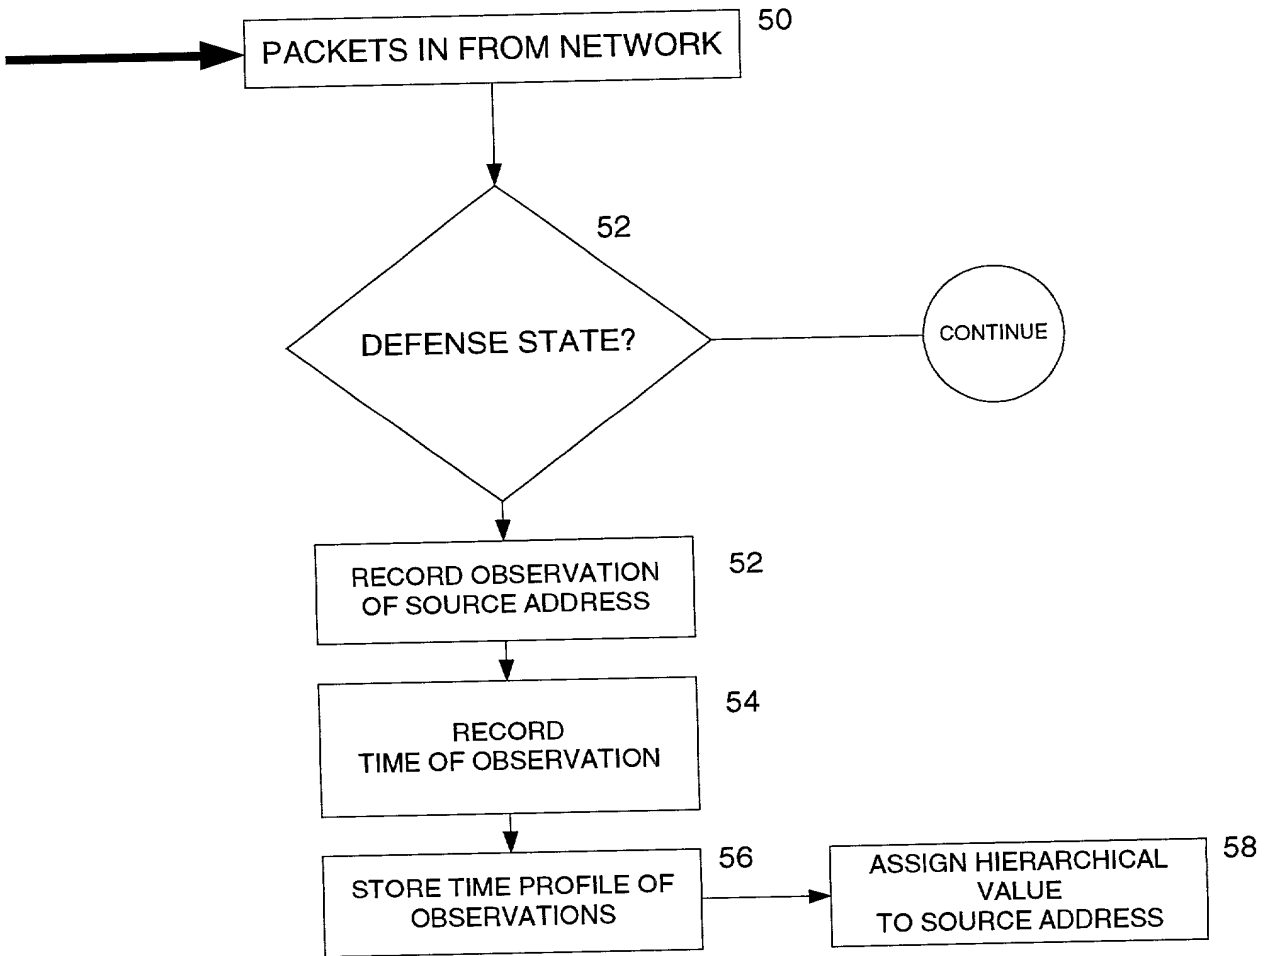 PACKETS IN FROM NETWORK
50
52
DEFENSE STATE?
CONTINUE
RECORD OBSERVATION
OF SOURCE ADDRESS
52
RECORD
TIME OF OBSERVATION
54
STORE TIME PROFILE OF
OBSERVATIONS
56
ASSIGN HIERARCHICAL
VALUE
TO SOURCE ADDRESS
58